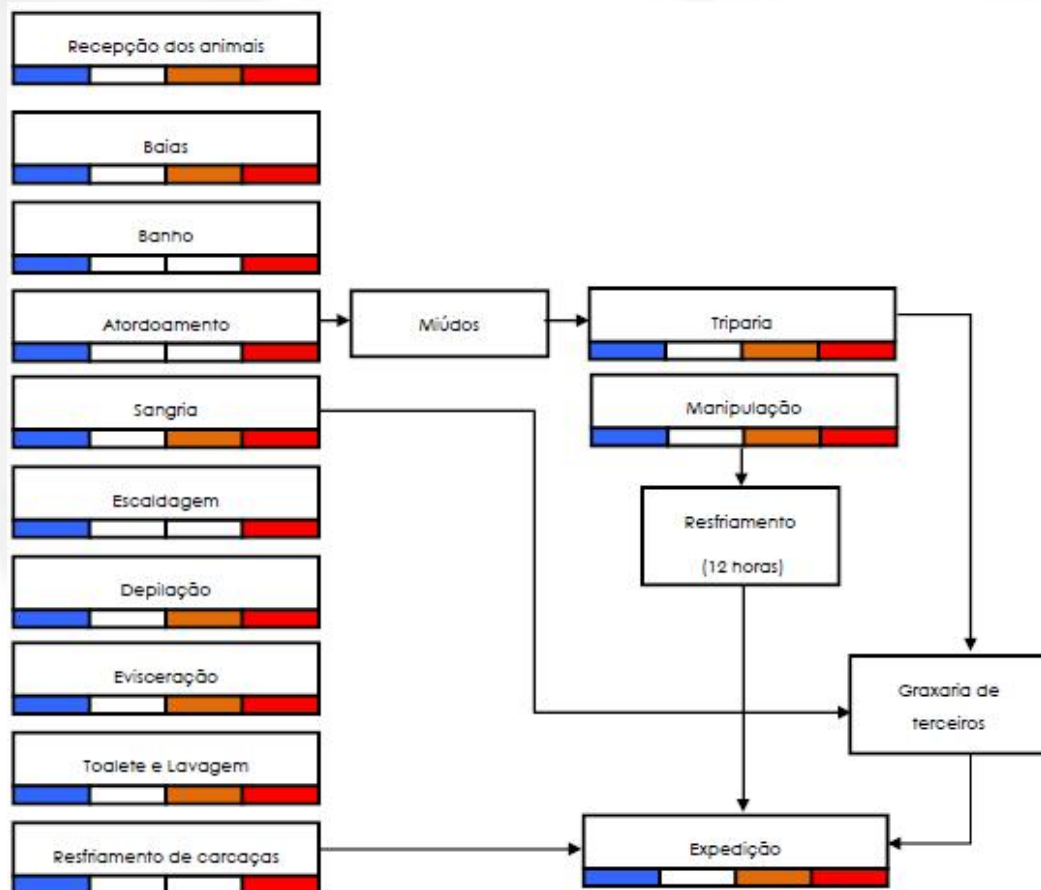 Recepção dos animais
Baias
Banho
Atordoamento
Miúdos
Triparia
Sangria
Manipulação
Escaldagem
Resfriamento
(12 horas)
Depilação
Evisceração
Graxaria de
terceiros
Toalete e Lavagem
Resfriamento de carcaças
Expedição